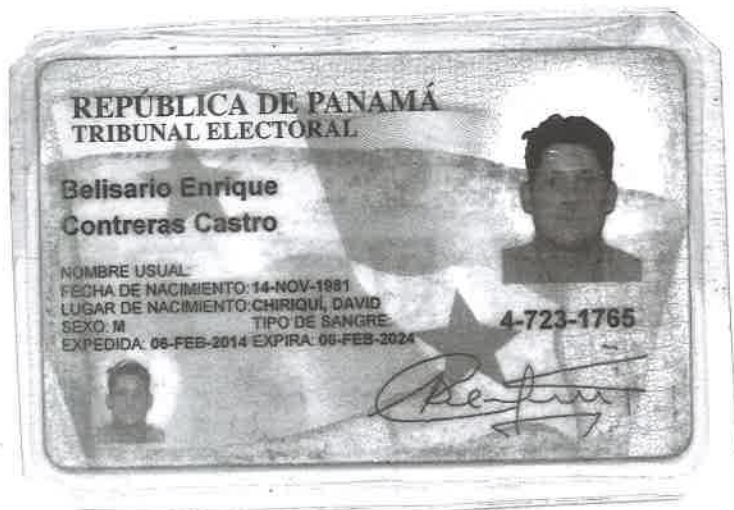 REPÚBLICA DE PANAMÁ
TRIBUNAL ELECTORAL
Belisario Enrique
Contreras Castro
NOMBRE USUAL:
FECHA DE NACIMIENTO: 14-NOV-1981
LUGAR DE NACIMIENTO: CHIRIQUÍ, DAVID
SEXO: M TIPO DE SANGRE:
EXPEDIDA: 06-FEB-2014 EXPIRA: 06-FEB-2024
4-723-1765